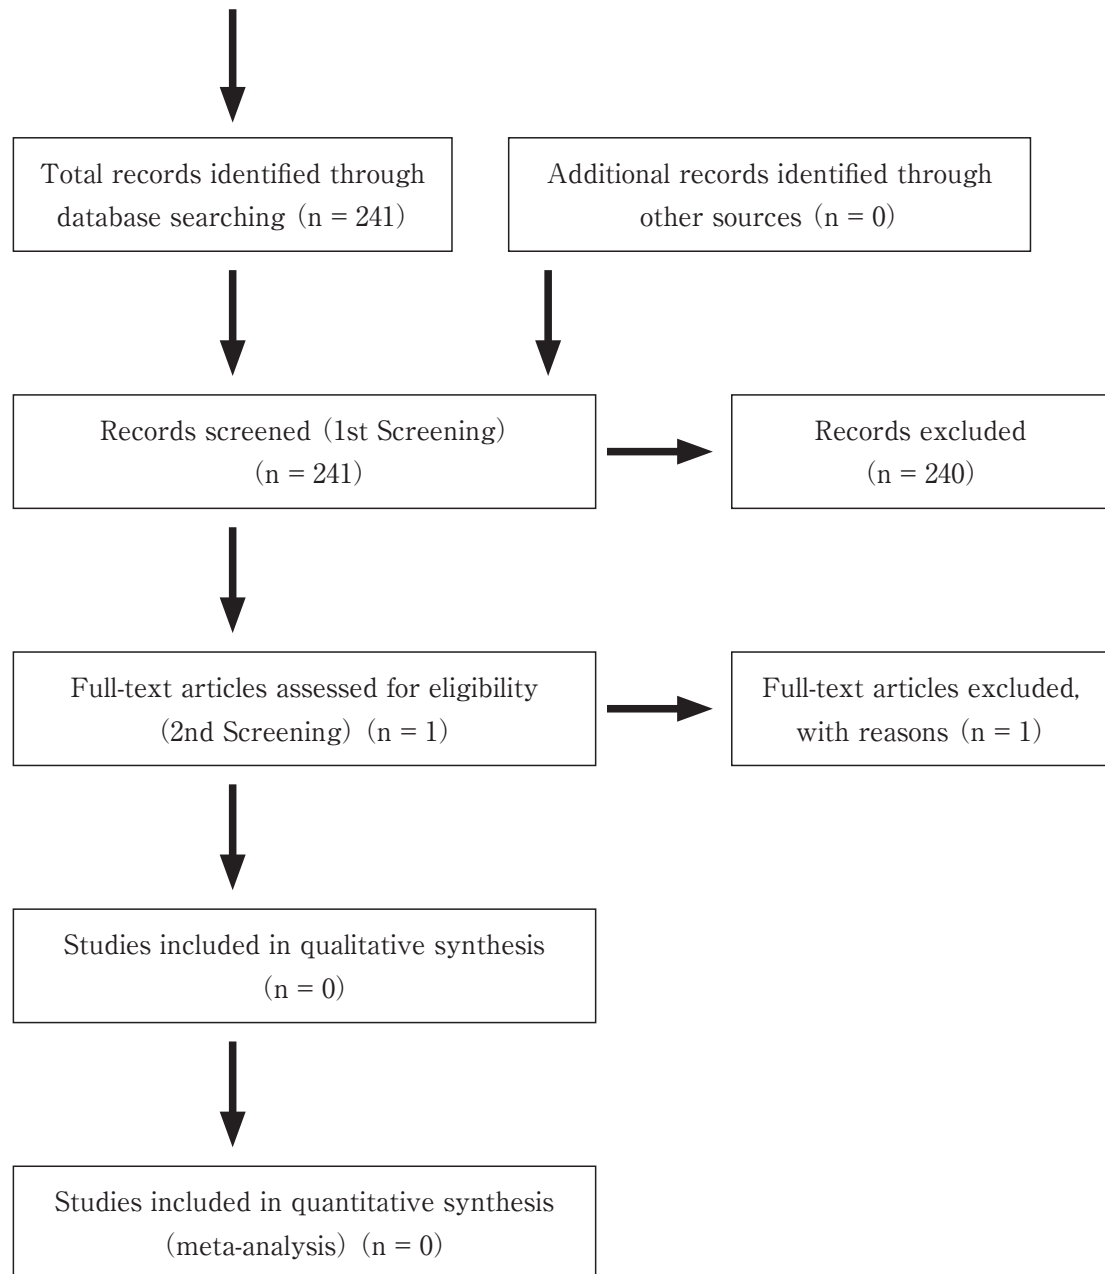 Total records identified through
database searching (n = 241)
Additional records identified through
other sources (n = 0)
Records screened (1st Screening)
(n = 241)
Records excluded
(n = 240)
Full-text articles assessed for eligibility
(2nd Screening) (n = 1)
Full-text articles excluded,
with reasons (n = 1)
Studies included in qualitative synthesis
(n = 0)
Studies included in quantitative synthesis
(meta-analysis) (n = 0)